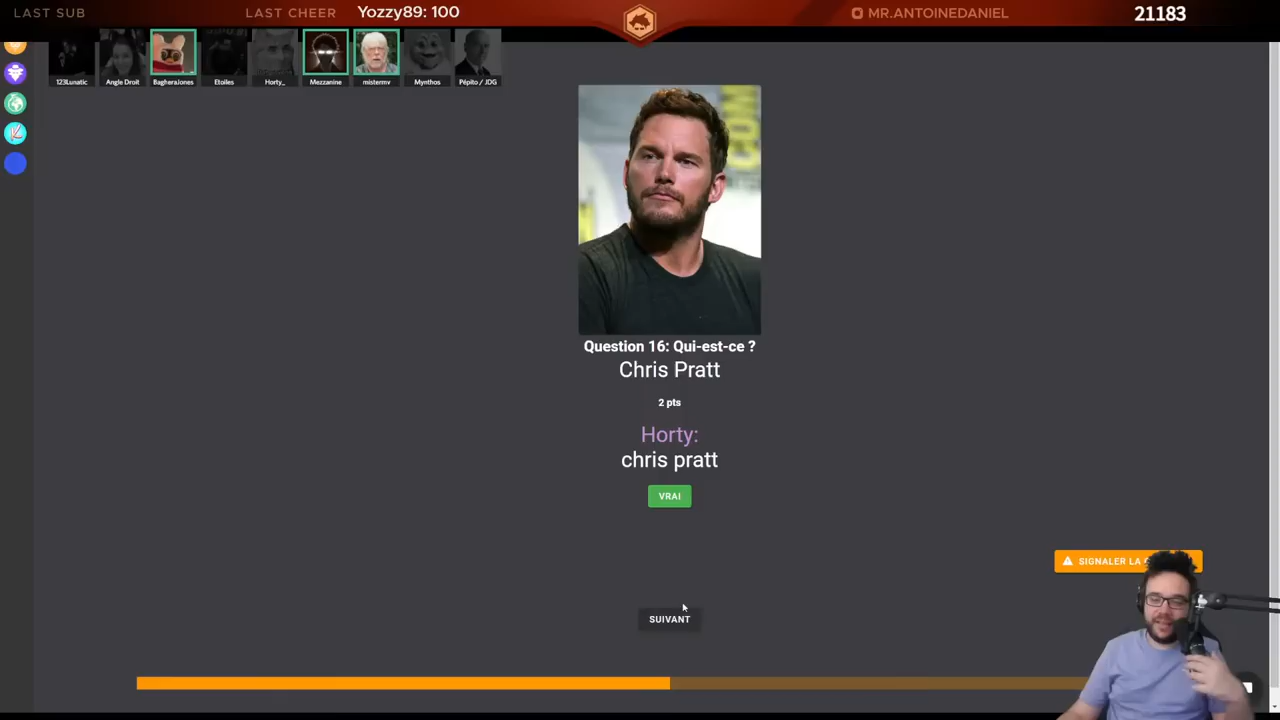 LAST SUB
LAST CHEER
Yozzy89: 100
MR.ANTOINEDANIEL
21183
123Lunatic
Angle Droit
BagheraJones
Etoiles
Horty_
Mezzanine
mistermv
Mynthos
Pépito / JDG
CON
Question 16: Qui-est-ce ?
Chris Pratt
2 pts
Horty:
chris pratt
VRAI
SIGNALER LA
SUIVANT